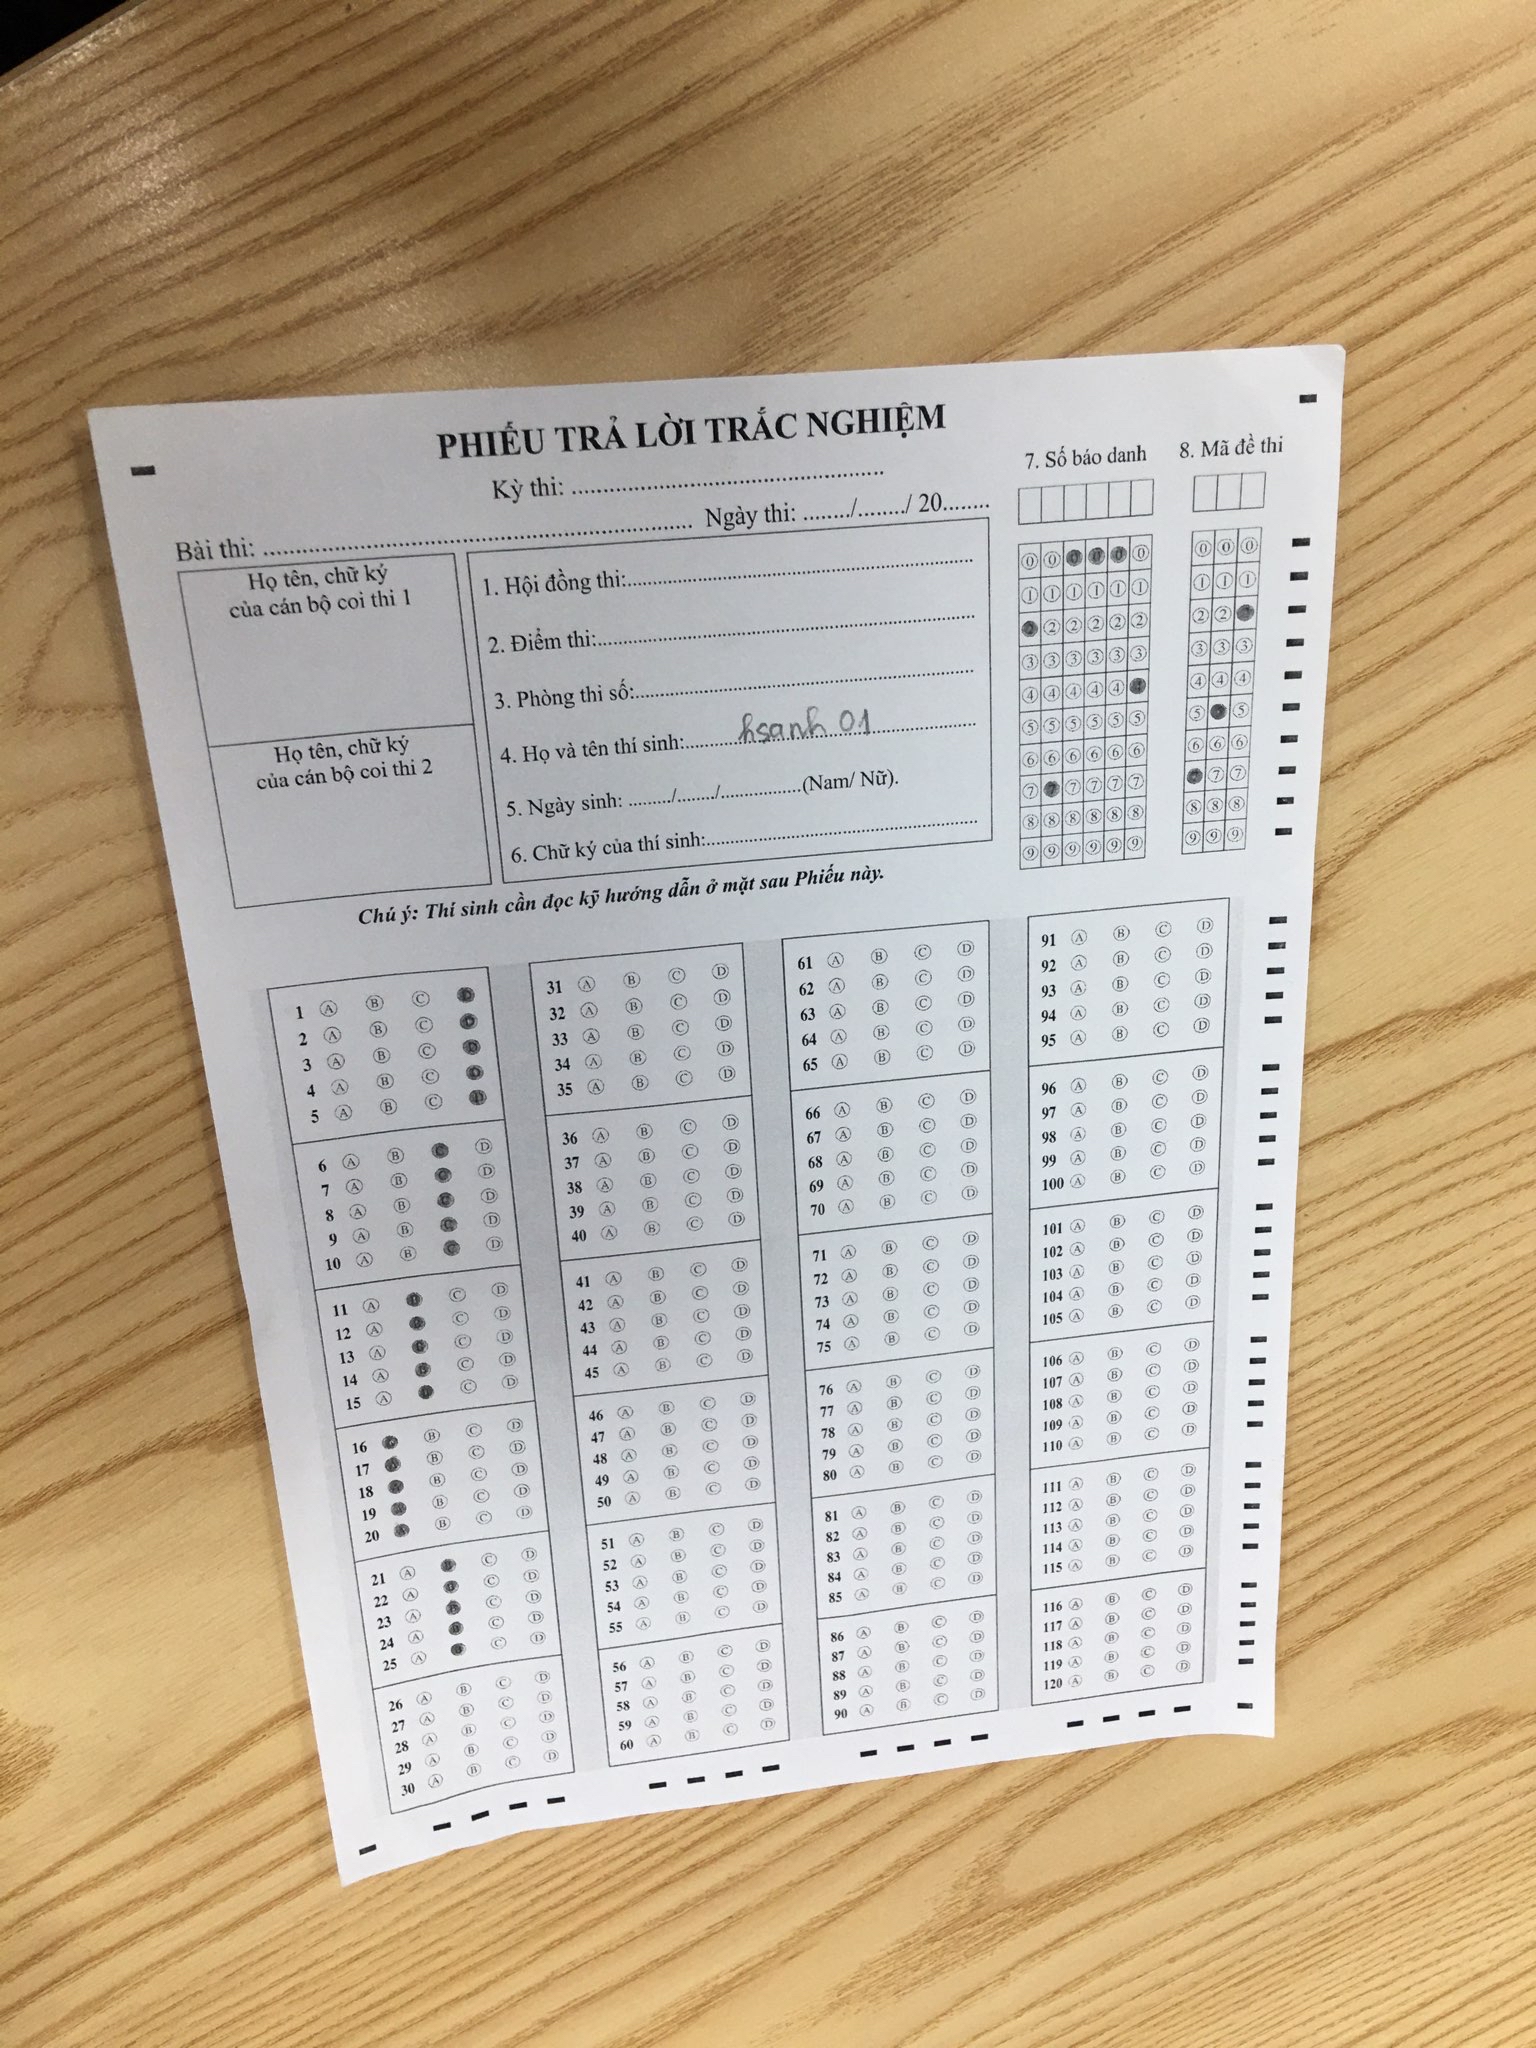 PHIẾU TRẢ LỜI TRẮC NGHIỆM
Kỳ thi: ................................................
Bài thi: ................................................................. Ngày thi: ......../......../ 20........
Họ tên, chữ ký
của cán bộ coi thi 1
Họ tên, chữ ký
của cán bộ coi thi 2
1. Hội đồng thi:......................................................
2. Điểm thi:...........................................................
3. Phòng thi số:.....................................................
4. Họ và tên thí sinh: hsanh 01
5. Ngày sinh: ......../......./................(Nam/ Nữ).
6. Chữ ký của thí sinh:...........................................
7. Số báo danh
0 0 0 0 0 0
1 1 1 1 1 1
2 2 2 2 2 2
3 3 3 3 3 3
4 4 4 4 4 4
5 5 5 5 5 5
6 6 6 6 6 6
7 7 7 7 7 7
8 8 8 8 8 8
9 9 9 9 9 9
8. Mã đề thi
0 0 0
1 1 1
2 2 2
3 3 3
4 4 4
5 5 5
6 6 6
7 7 7
8 8 8
9 9 9
Chú ý: Thí sinh cần đọc kỹ hướng dẫn ở mặt sau Phiếu này.
1 A B C D
2 A B C D
3 A B C D
4 A B C D
5 A B C D
6 A B C D
7 A B C D
8 A B C D
9 A B C D
10 A B C D
11 A B C D
12 A B C D
13 A B C D
14 A B C D
15 A B C D
16 A B C D
17 A B C D
18 A B C D
19 A B C D
20 A B C D
21 A B C D
22 A B C D
23 A B C D
24 A B C D
25 A B C D
26 A B C D
27 A B C D
28 A B C D
29 A B C D
30 A B C D
31 A B C D
32 A B C D
33 A B C D
34 A B C D
35 A B C D
36 A B C D
37 A B C D
38 A B C D
39 A B C D
40 A B C D
41 A B C D
42 A B C D
43 A B C D
44 A B C D
45 A B C D
46 A B C D
47 A B C D
48 A B C D
49 A B C D
50 A B C D
51 A B C D
52 A B C D
53 A B C D
54 A B C D
55 A B C D
56 A B C D
57 A B C D
58 A B C D
59 A B C D
60 A B C D
61 A B C D
62 A B C D
63 A B C D
64 A B C D
65 A B C D
66 A B C D
67 A B C D
68 A B C D
69 A B C D
70 A B C D
71 A B C D
72 A B C D
73 A B C D
74 A B C D
75 A B C D
76 A B C D
77 A B C D
78 A B C D
79 A B C D
80 A B C D
81 A B C D
82 A B C D
83 A B C D
84 A B C D
85 A B C D
86 A B C D
87 A B C D
88 A B C D
89 A B C D
90 A B C D
91 A B C D
92 A B C D
93 A B C D
94 A B C D
95 A B C D
96 A B C D
97 A B C D
98 A B C D
99 A B C D
100 A B C D
101 A B C D
102 A B C D
103 A B C D
104 A B C D
105 A B C D
106 A B C D
107 A B C D
108 A B C D
109 A B C D
110 A B C D
111 A B C D
112 A B C D
113 A B C D
114 A B C D
115 A B C D
116 A B C D
117 A B C D
118 A B C D
119 A B C D
120 A B C D